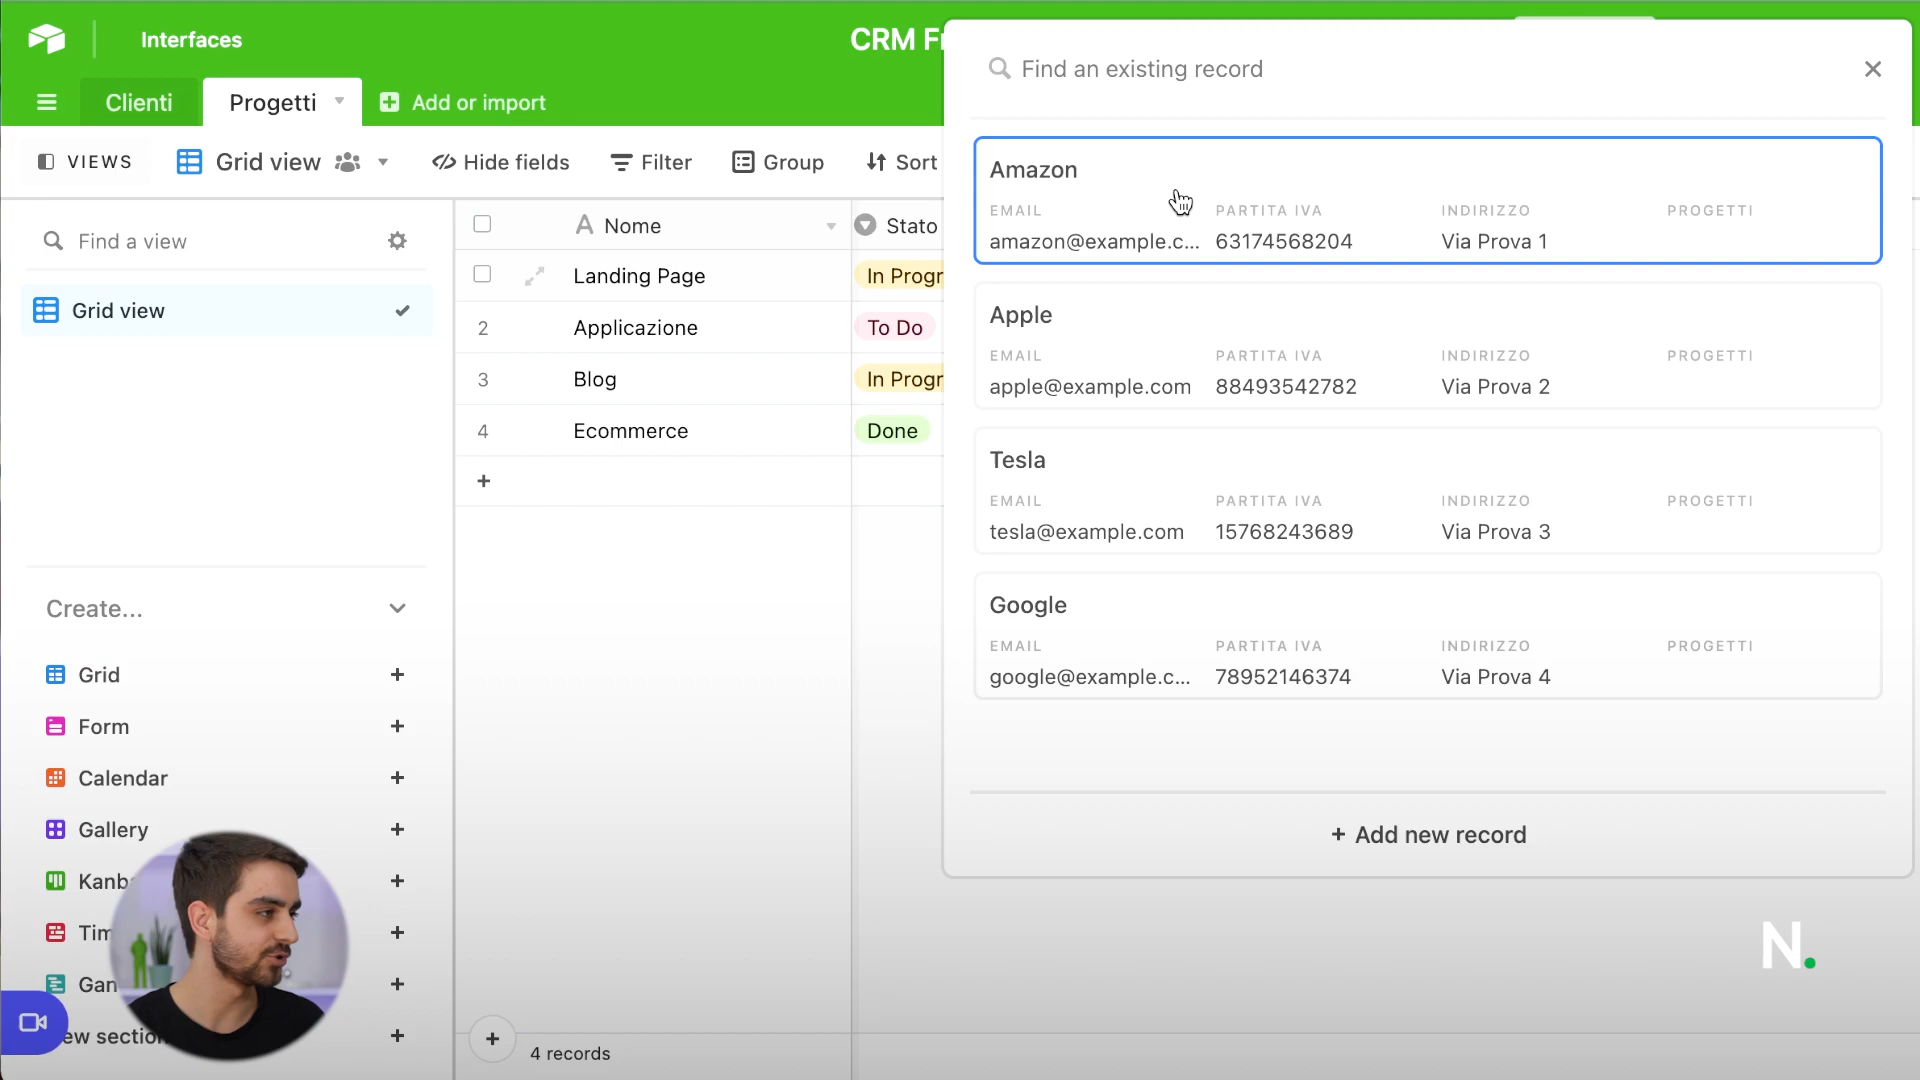 Interfaces
CRM Fr
Clienti
Progetti
Add or import
VIEWS
Grid view
Hide fields
Filter
Group
Sort
Find a view
Grid view
Create...
Grid
Form
Calendar
Gallery
Kanb
Tim
Gan
ew section
Nome
Stato
Landing Page
In Progr
2
Applicazione
To Do
3
Blog
In Progr
4
Ecommerce
Done
4 records
Find an existing record
Amazon
EMAIL PARTITA IVA INDIRIZZO PROGETTI
amazon@example.c... 63174568204 Via Prova 1
Apple
EMAIL PARTITA IVA INDIRIZZO PROGETTI
apple@example.com 88493542782 Via Prova 2
Tesla
EMAIL PARTITA IVA INDIRIZZO PROGETTI
tesla@example.com 15768243689 Via Prova 3
Google
EMAIL PARTITA IVA INDIRIZZO PROGETTI
google@example.c... 78952146374 Via Prova 4
+ Add new record
N.